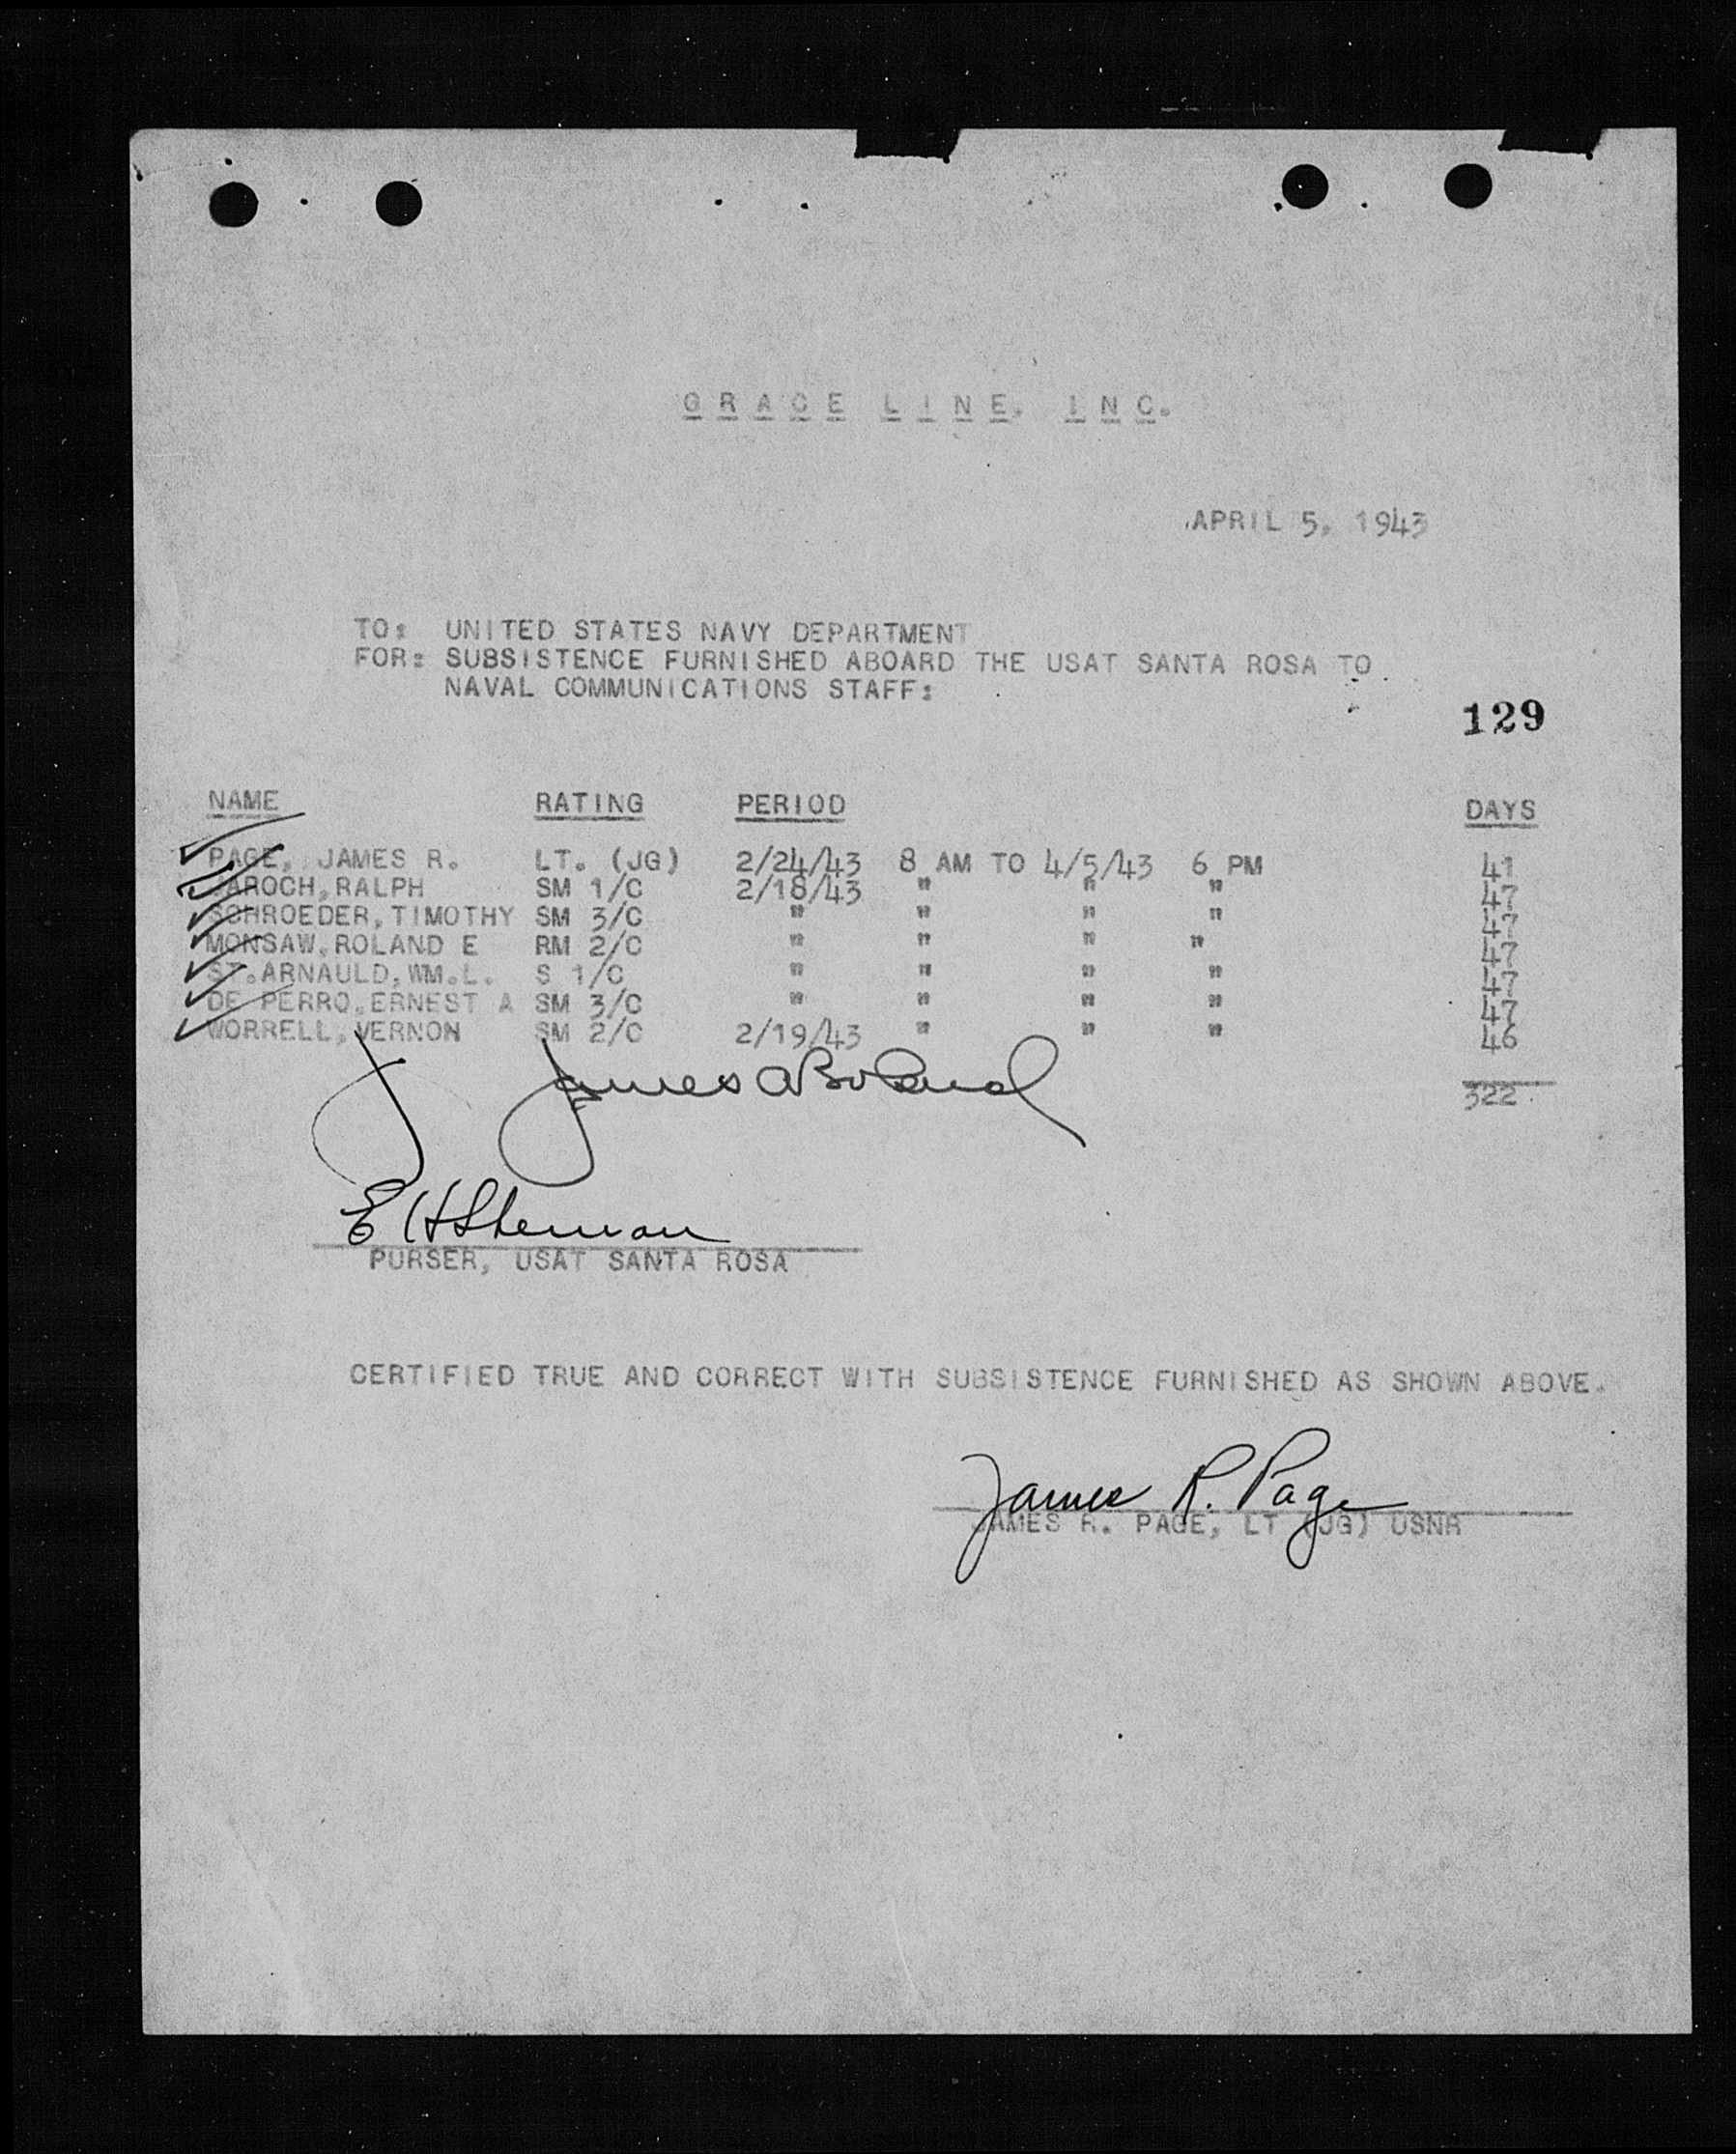 GRACE LINE, INC.
APRIL 5, 1943
TO: UNITED STATES NAVY DEPARTMENT
FOR: SUBSISTENCE FURNISHED ABOARD THE USAT SANTA ROSA TO
NAVAL COMMUNICATIONS STAFF:
129
NAME RATING PERIOD DAYS
PAGE, JAMES R. LT. (JG) 2/24/43 8 AM TO 4/5/43 6 PM 41
RALPH SM 1/C 2/18/43 " " " 47
SCHROEDER, TIMOTHY SM 3/C " " " " 47
MONSAW, ROLAND E RM 2/C " " " " 47
ST. ARNAULD, WM. L. S 1/C " " " " 47
DE PERRO, ERNEST A SM 3/C " " " " 47
WORRELL, VERNON SM 2/C 2/19/43 " " " 46
James A Boland
322
E H Sherman
PURSER, USAT SANTA ROSA
CERTIFIED TRUE AND CORRECT WITH SUBSISTENCE FURNISHED AS SHOWN ABOVE.
James R. Page
JAMES R. PAGE, LT (JG) USNR